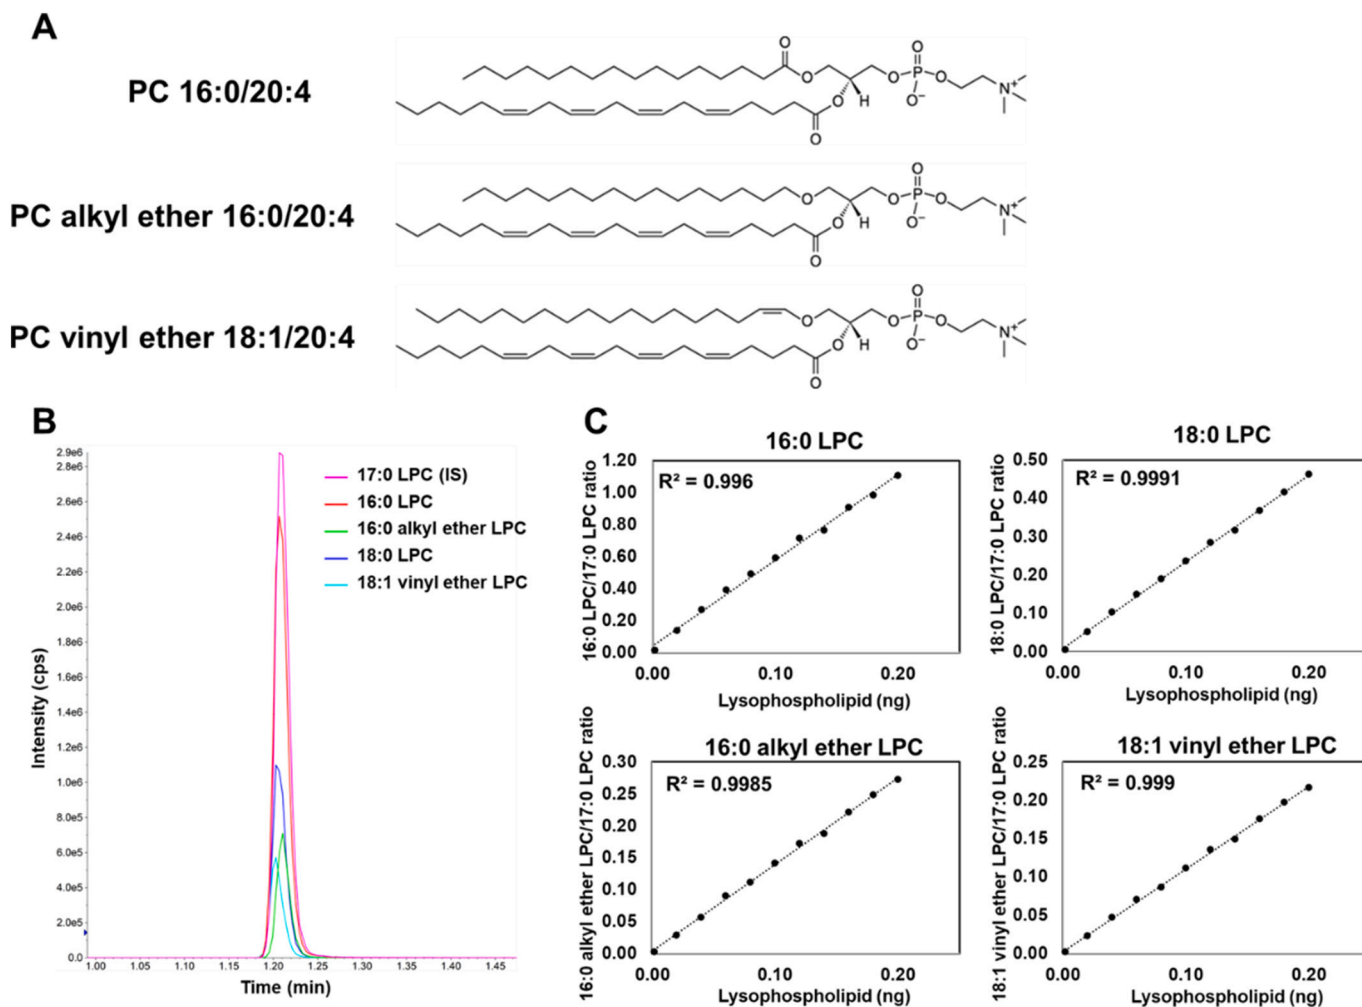 A
PC 16:0/20:4
O
O
O
P
O
O
O⁻
N⁺
O
H
O
PC alkyl ether 16:0/20:4
O
O
O
P
O
O⁻
N⁺
O
H
O
PC vinyl ether 18:1/20:4
O
O
O
P
O
O⁻
N⁺
O
H
O
B
2.9e6
2.8e6
2.6e6
2.4e6
2.2e6
2.0e6
1.8e6
1.6e6
1.4e6
1.2e6
1.0e6
8.0e5
6.0e5
4.0e5
2.0e5
0.0
Intensity (cps)
17:0 LPC (IS)
16:0 LPC
16:0 alkyl ether LPC
18:0 LPC
18:1 vinyl ether LPC
1.00 1.05 1.10 1.15 1.20 1.25 1.30 1.35 1.40 1.45
Time (min)
C
16:0 LPC
R² = 0.996
16:0 LPC/17:0 LPC ratio
1.20
1.00
0.80
0.60
0.40
0.20
0.00
0.00 0.10 0.20
Lysophospholipid (ng)
18:0 LPC
R² = 0.9991
18:0 LPC/17:0 LPC ratio
0.50
0.40
0.30
0.20
0.10
0.00
0.00 0.10 0.20
Lysophospholipid (ng)
16:0 alkyl ether LPC
R² = 0.9985
16:0 alkyl ether LPC/17:0 LPC ratio
0.30
0.25
0.20
0.15
0.10
0.05
0.00
0.00 0.10 0.20
Lysophospholipid (ng)
18:1 vinyl ether LPC
R² = 0.999
18:1 vinyl ether LPC/17:0 LPC ratio
0.25
0.20
0.15
0.10
0.05
0.00
0.00 0.10 0.20
Lysophospholipid (ng)